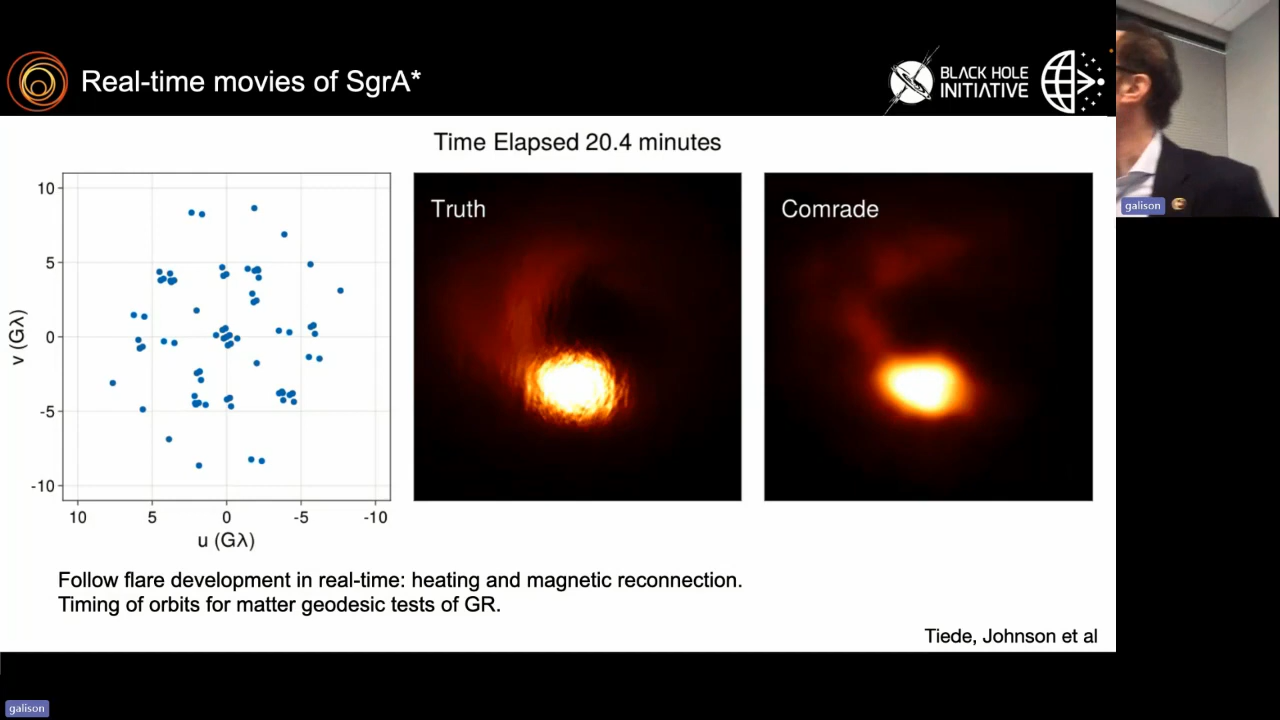 Real-time movies of SgrA*
BLACK HOLE
INITIATIVE
Time Elapsed 20.4 minutes
Truth
Comrade
10
5
0
-5
-10
v (Gλ)
10 5 0 -5 -10
u (Gλ)
Follow flare development in real-time: heating and magnetic reconnection.
Timing of orbits for matter geodesic tests of GR.
Tiede, Johnson et al
galison
galison